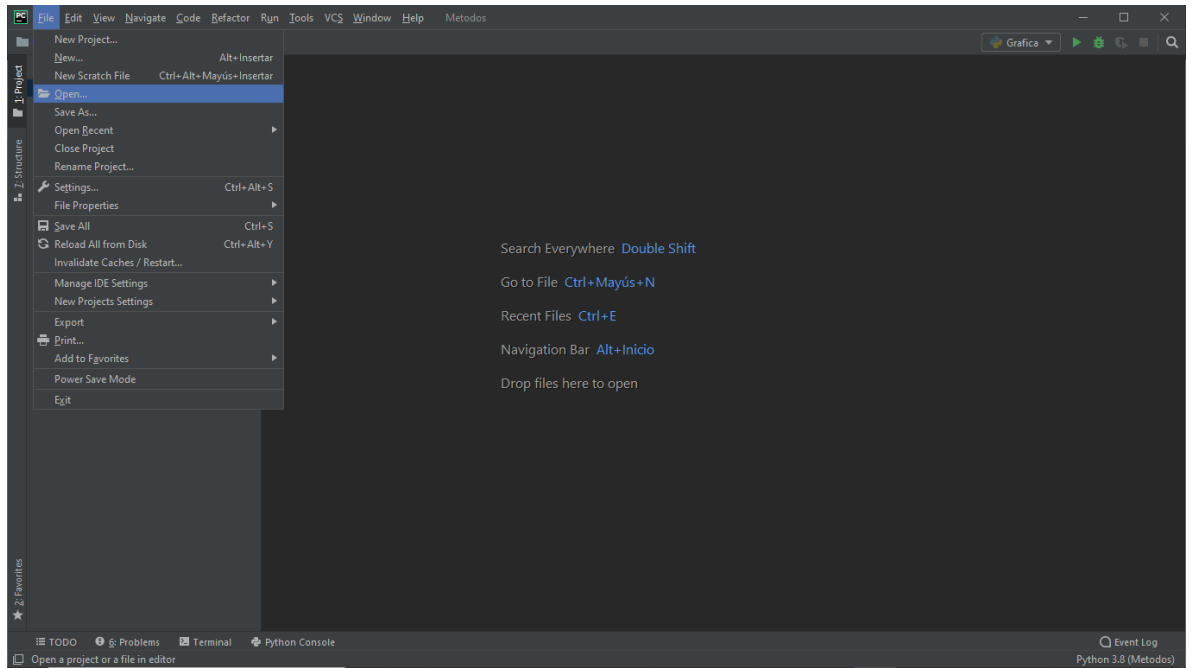 PC File Edit View Navigate Code Refactor Run Tools VCS Window Help Metodos
Grafica
New Project...
New... Alt+Insertar
New Scratch File Ctrl+Alt+Mayús+Insertar
Open...
Save As...
Open Recent
Close Project
Rename Project...
Settings... Ctrl+Alt+S
File Properties
Save All Ctrl+S
Reload All from Disk Ctrl+Alt+Y
Invalidate Caches / Restart...
Manage IDE Settings
New Projects Settings
Export
Print...
Add to Favorites
Power Save Mode
Exit
1: Project
7: Structure
2: Favorites
Search Everywhere Double Shift
Go to File Ctrl+Mayús+N
Recent Files Ctrl+E
Navigation Bar Alt+Inicio
Drop files here to open
TODO 6: Problems Terminal Python Console Event Log
Open a project or a file in editor Python 3.8 (Metodos)